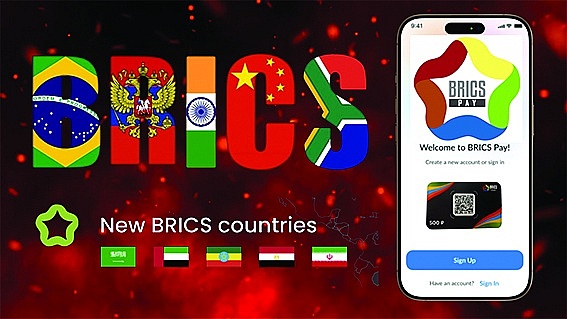 BRICS
New BRICS countries
9:41
BRICS
PAY
Welcome to BRICS Pay!
Create a new account or sign in
BRICS
500 ₽
Sign Up
Have an account? Sign In